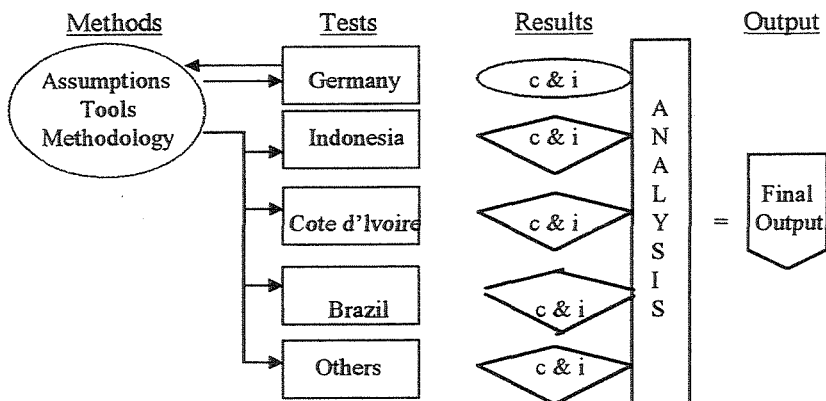 Methods Tests Results Output
Assumptions
Tools
Methodology
Germany
Indonesia
Cote d'Ivoire
Brazil
Others
c & i
c & i
c & i
c & i
c & i
A
N
A
L
Y
S
I
S
=
Final
Output